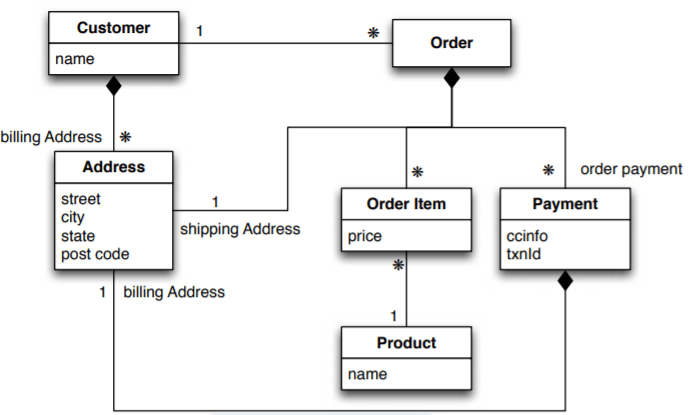 Customer
name
1
*
Order
billing Address
*
Address
street
city
state
post code
1
shipping Address
*
Order Item
price
*
order payment
Payment
ccinfo
txnId
1
billing Address
*
1
Product
name